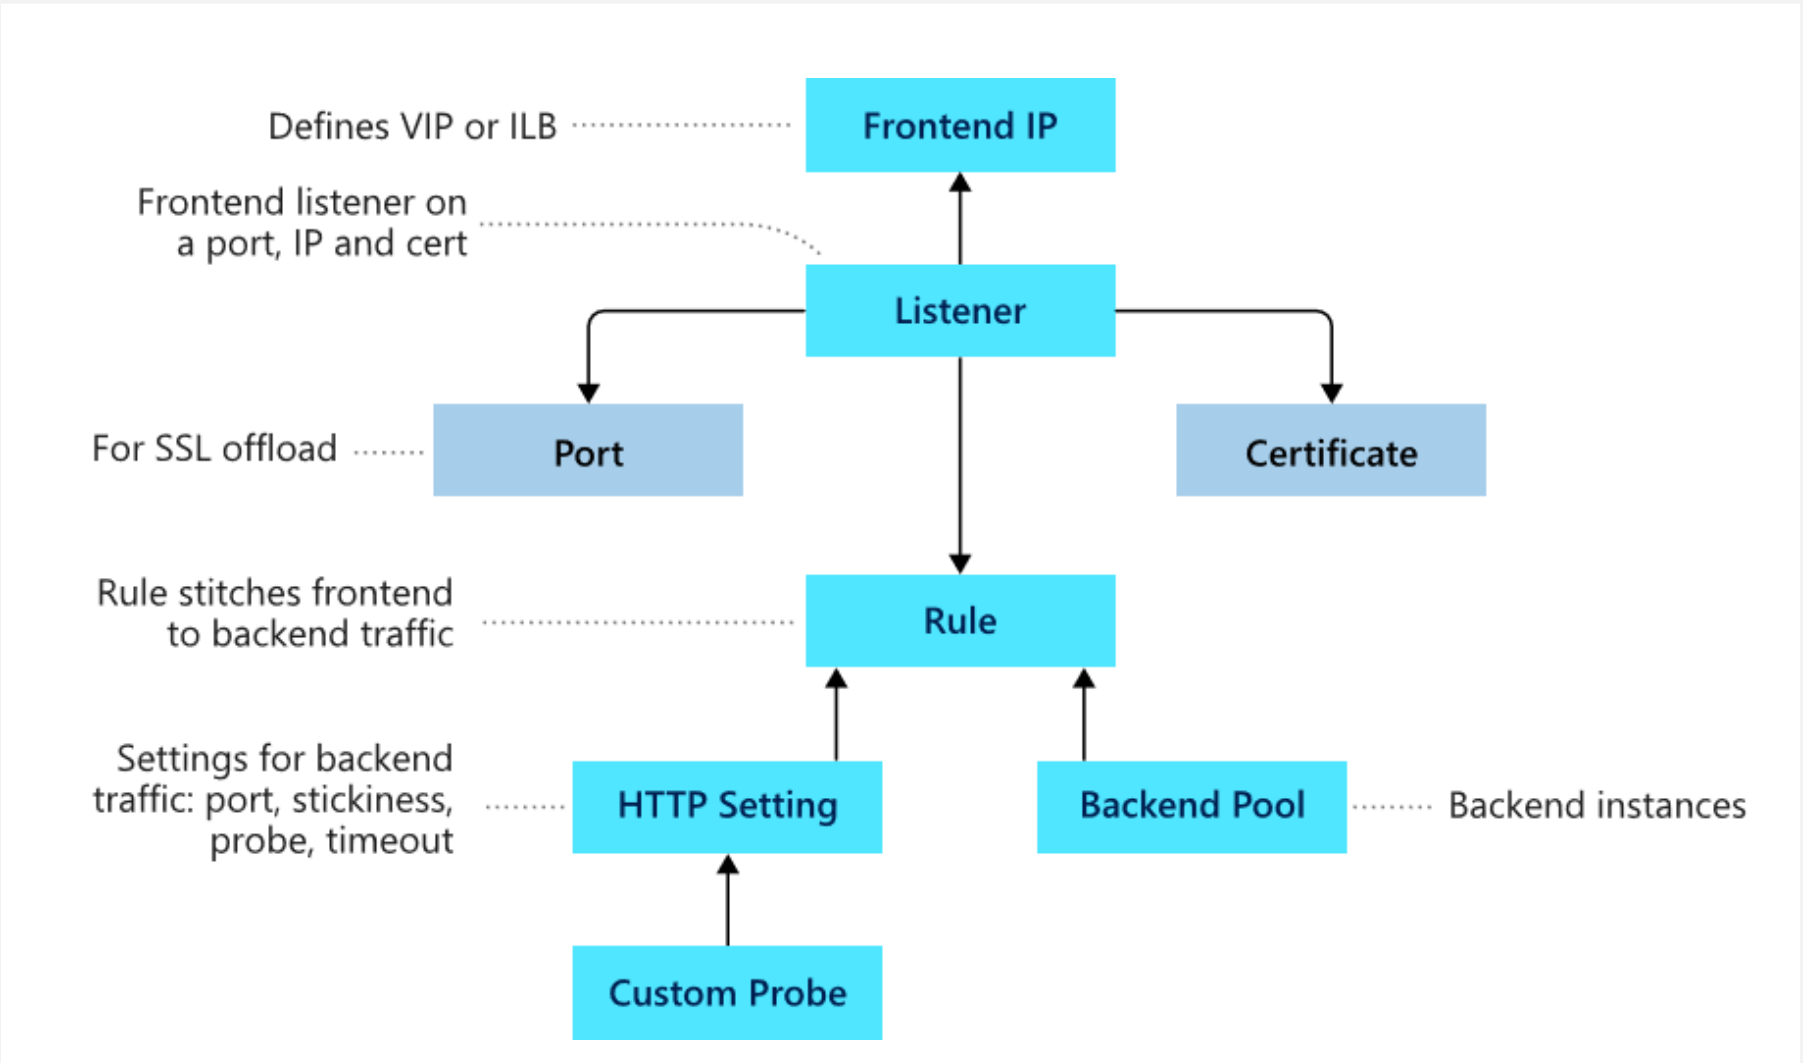 Defines VIP or ILB
Frontend IP
Frontend listener on
a port, IP and cert
Listener
For SSL offload
Port
Certificate
Rule stitches frontend
to backend traffic
Rule
Settings for backend
traffic: port, stickiness,
probe, timeout
HTTP Setting
Backend Pool
Backend instances
Custom Probe